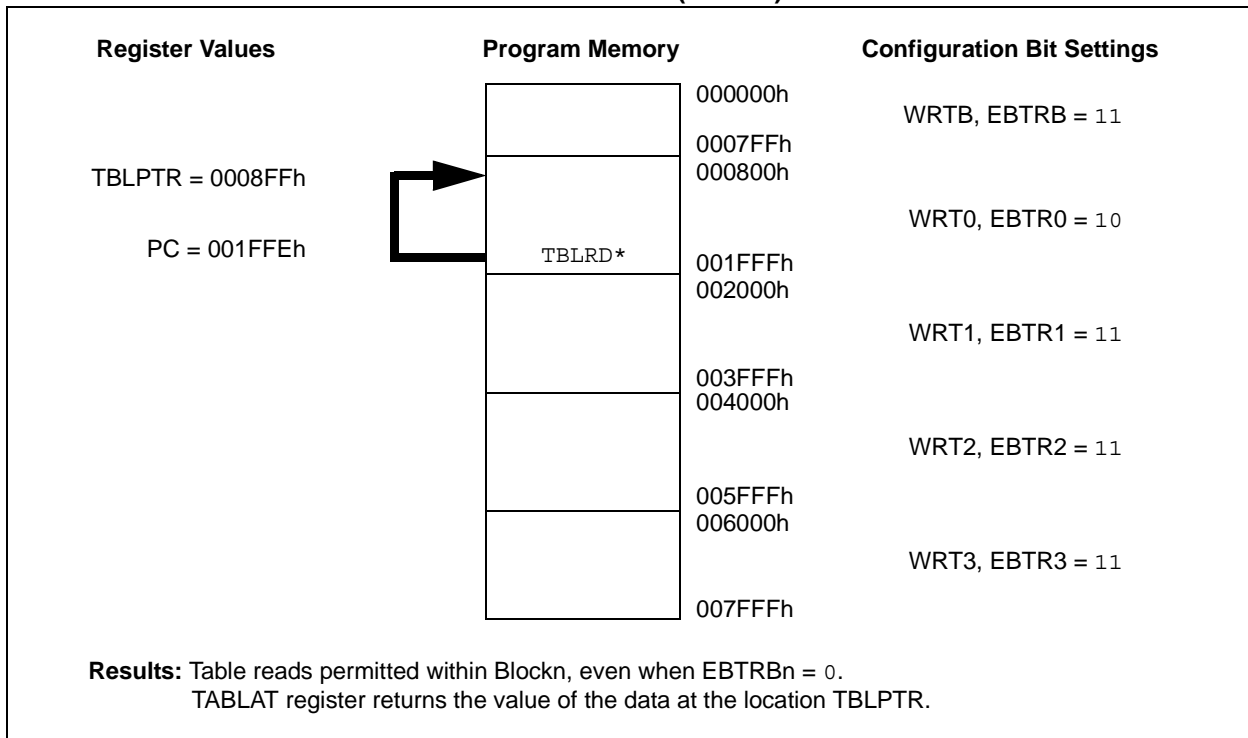 Register Values
Program Memory
Configuration Bit Settings
000000h
WRTB, EBTRB = 11
0007FFh
000800h
TBLPTR = 0008FFh
WRT0, EBTR0 = 10
PC = 001FFEh
TBLRD*
001FFFh
002000h
WRT1, EBTR1 = 11
003FFFh
004000h
WRT2, EBTR2 = 11
005FFFh
006000h
WRT3, EBTR3 = 11
007FFFh
Results: Table reads permitted within Blockn, even when EBTRBn = 0.
TABLAT register returns the value of the data at the location TBLPTR.